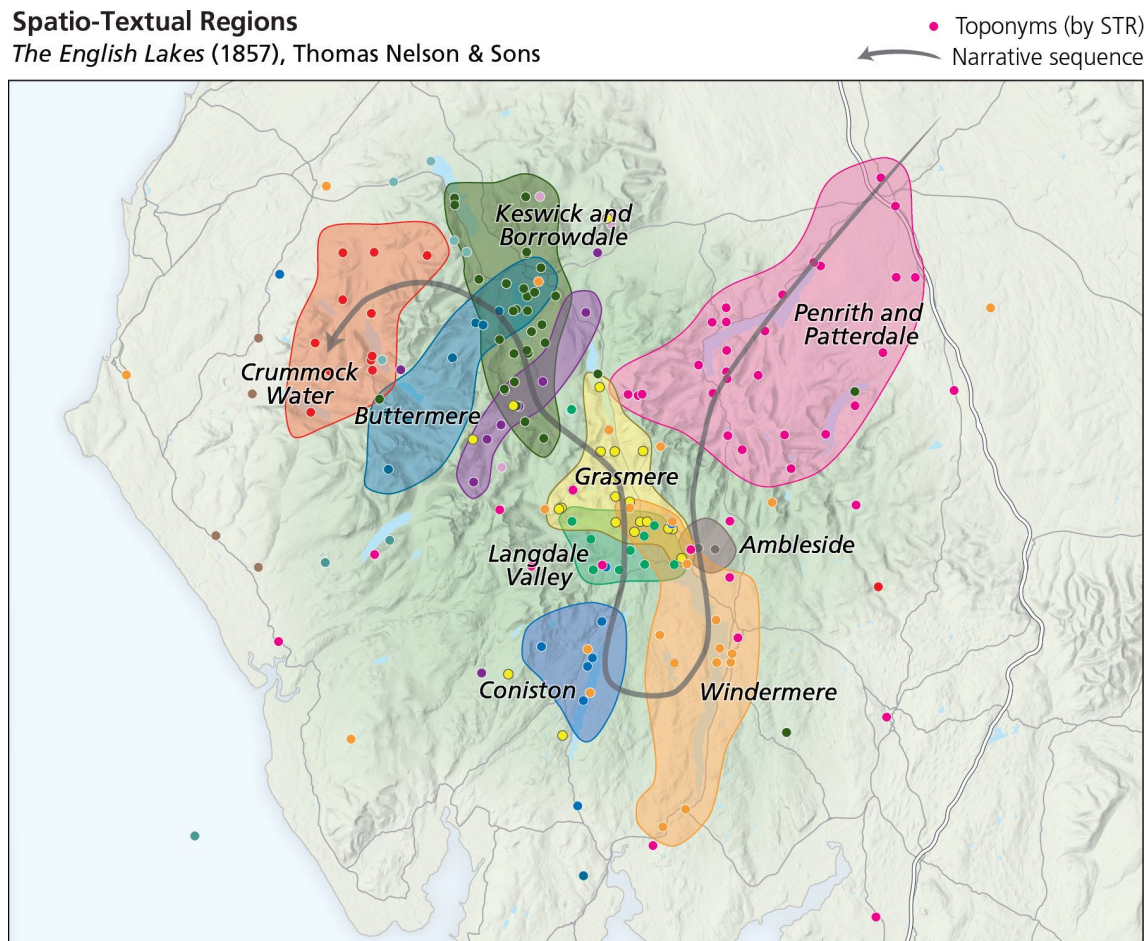 Spatio-Textual Regions
The English Lakes (1857), Thomas Nelson & Sons
Toponyms (by STR)
Narrative sequence
Keswick and
Borrowdale
Penrith and
Patterdale
Crummock
Water
Buttermere
Grasmere
Langdale
Valley
Ambleside
Coniston
Windermere